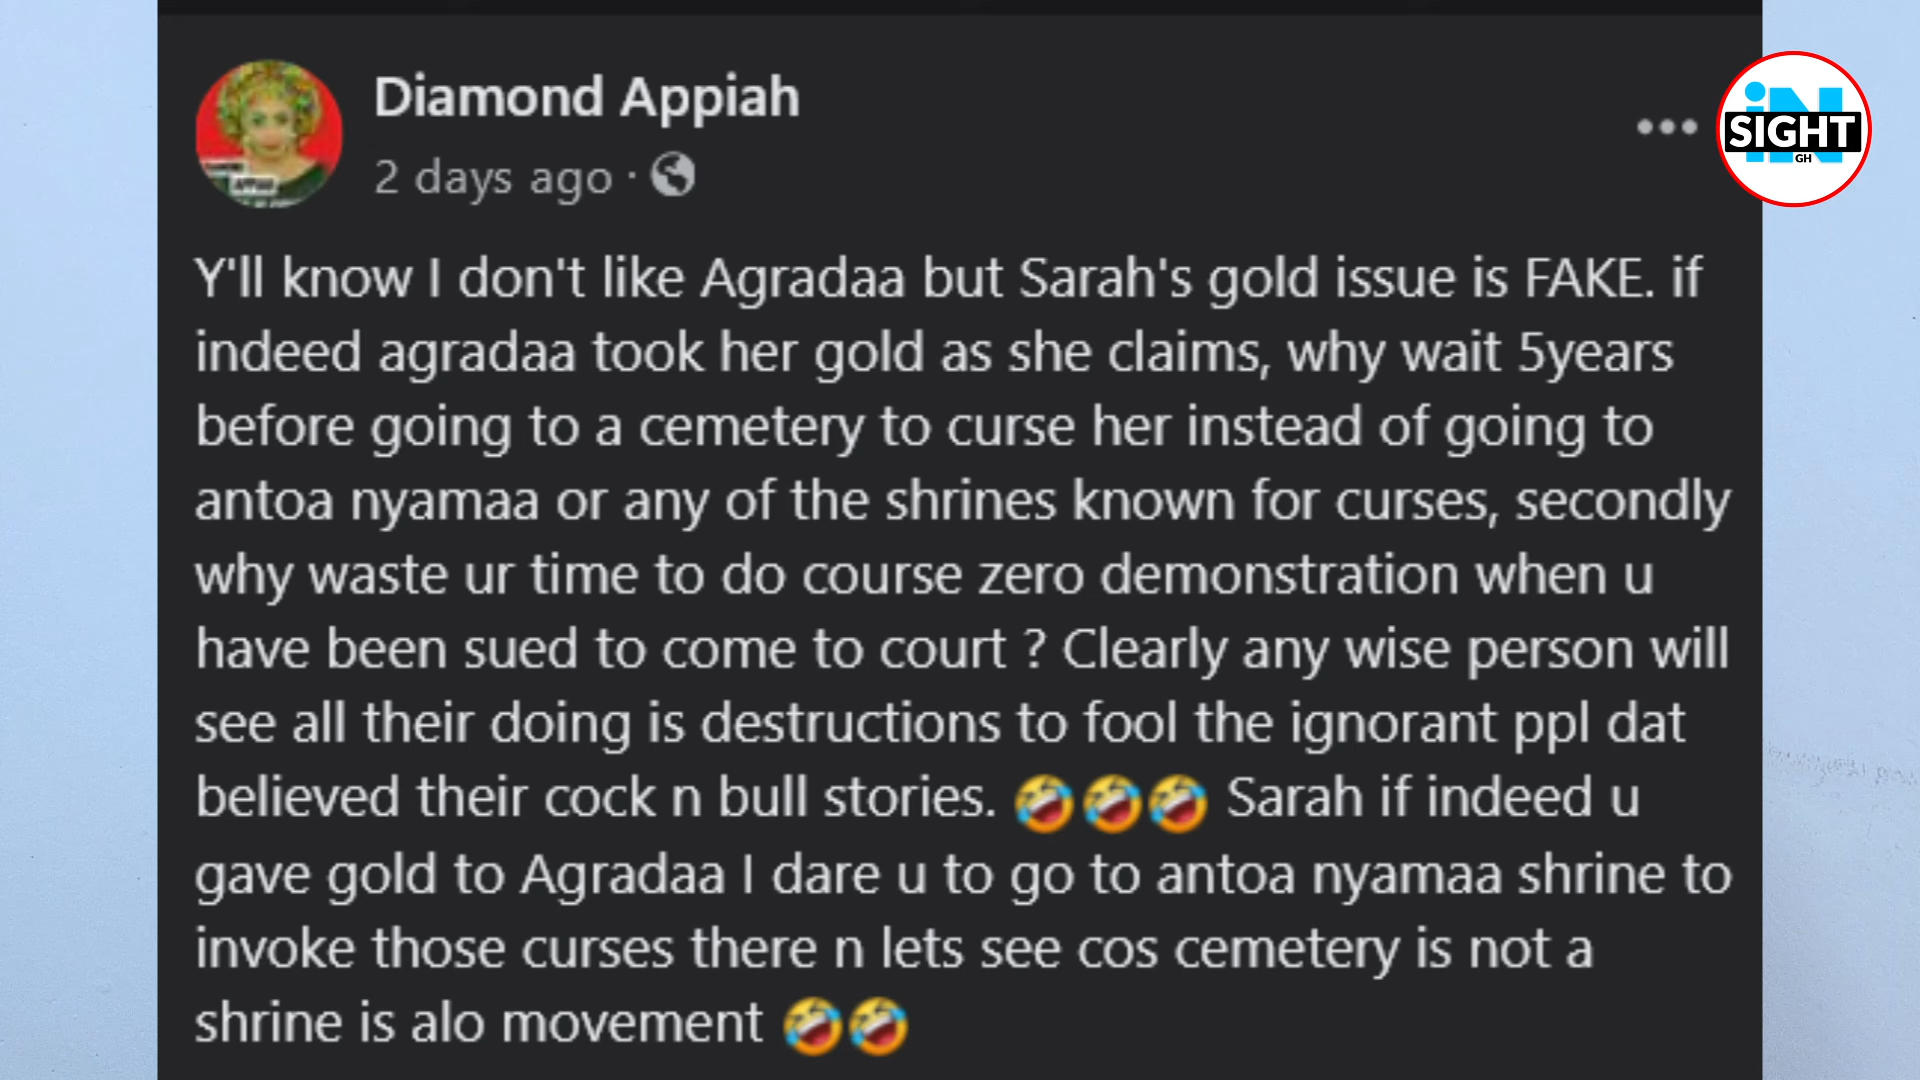 Diamond Appiah
2 days ago ·
iN
SIGHT
GH
Y'll know I don't like Agradaa but Sarah's gold issue is FAKE. if
indeed agradaa took her gold as she claims, why wait 5years
before going to a cemetery to curse her instead of going to
antoa nyamaa or any of the shrines known for curses, secondly
why waste ur time to do course zero demonstration when u
have been sued to come to court ? Clearly any wise person will
see all their doing is destructions to fool the ignorant ppl dat
believed their cock n bull stories. 🤣🤣🤣 Sarah if indeed u
gave gold to Agradaa I dare u to go to antoa nyamaa shrine to
invoke those curses there n lets see cos cemetery is not a
shrine is alo movement 🤣🤣